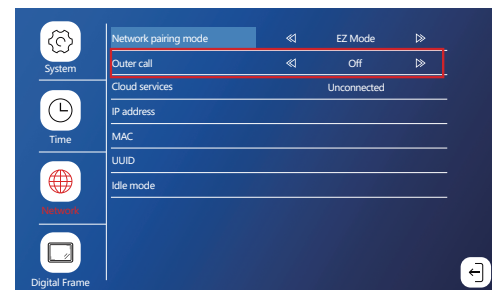 System
Time
Network
Digital Frame
Network pairing mode EZ Mode
Outer call Off
Cloud services Unconnected
IP address
MAC
UUID
Idle mode